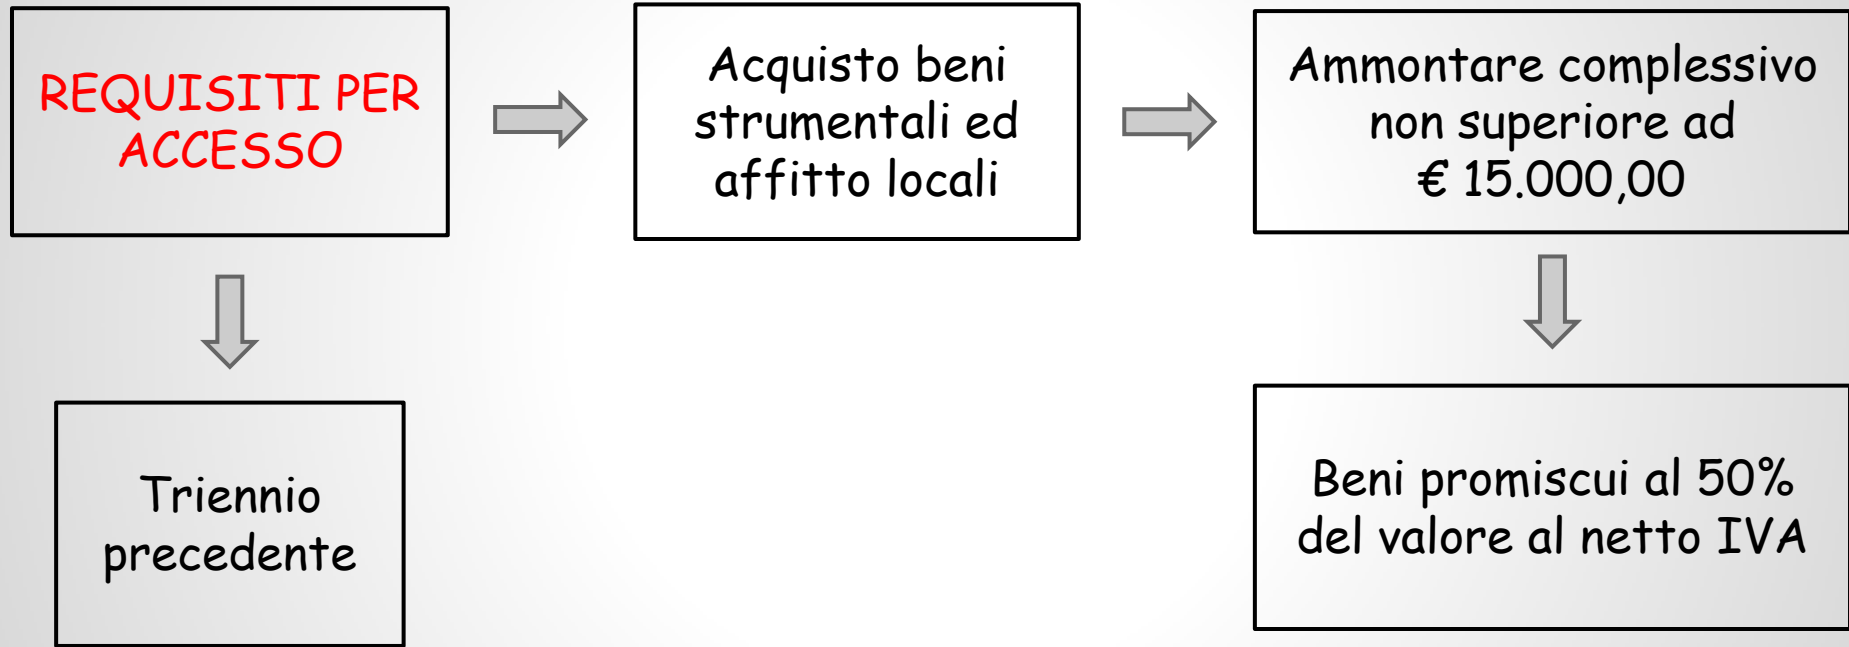 REQUISITI PER
ACCESSO
Acquisto beni
strumentali ed
affitto locali
Ammontare complessivo
non superiore ad
€ 15.000,00
Triennio
precedente
Beni promiscui al 50%
del valore al netto IVA